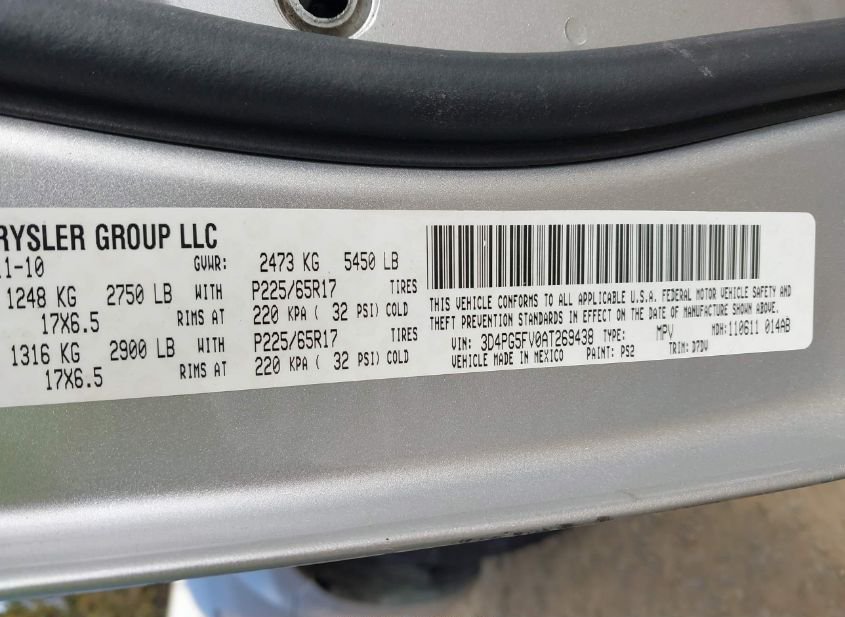 RYSLER GROUP LLC
1-10 GVWR: 2473 KG 5450 LB
1248 KG 2750 LB WITH P225/65R17 TIRES
17X6.5 RIMS AT 220 KPA ( 32 PSI) COLD
1316 KG 2900 LB WITH P225/65R17 TIRES
17X6.5 RIMS AT 220 KPA ( 32 PSI) COLD
THIS VEHICLE CONFORMS TO ALL APPLICABLE U.S.A. FEDERAL MOTOR VEHICLE SAFETY AND
THEFT PREVENTION STANDARDS IN EFFECT ON THE DATE OF MANUFACTURE SHOWN ABOVE.
VIN: 3D4PG5FV0AT269438 TYPE: MPV MDH:110611 014AB
VEHICLE MADE IN MEXICO PAINT: PS2 TRIM: D7DV